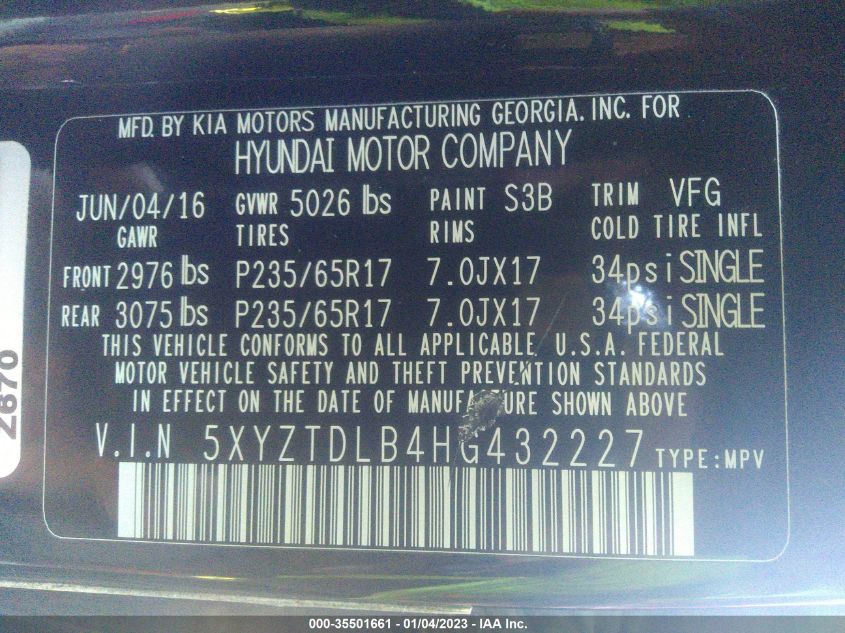 MFD. BY KIA MOTORS MANUFACTURING GEORGIA. INC. FOR
HYUNDAI MOTOR COMPANY
JUN/04/16 GVWR 5026 lbs PAINT S3B TRIM VFG
GAWR TIRES RIMS COLD TIRE INFL
FRONT 2976 lbs P235/65R17 7.0JX17 34psi SINGLE
REAR 3075 lbs P235/65R17 7.0JX17 34psi SINGLE
THIS VEHICLE CONFORMS TO ALL APPLICABLE U.S.A. FEDERAL
MOTOR VEHICLE SAFETY AND THEFT PREVENTION STANDARDS
IN EFFECT ON THE DATE OF MANUFACTURE SHOWN ABOVE
V.I.N 5XYZTDLB4HG432227 TYPE:MPV
2670
000-35501661 - 01/04/2023 - IAA Inc.